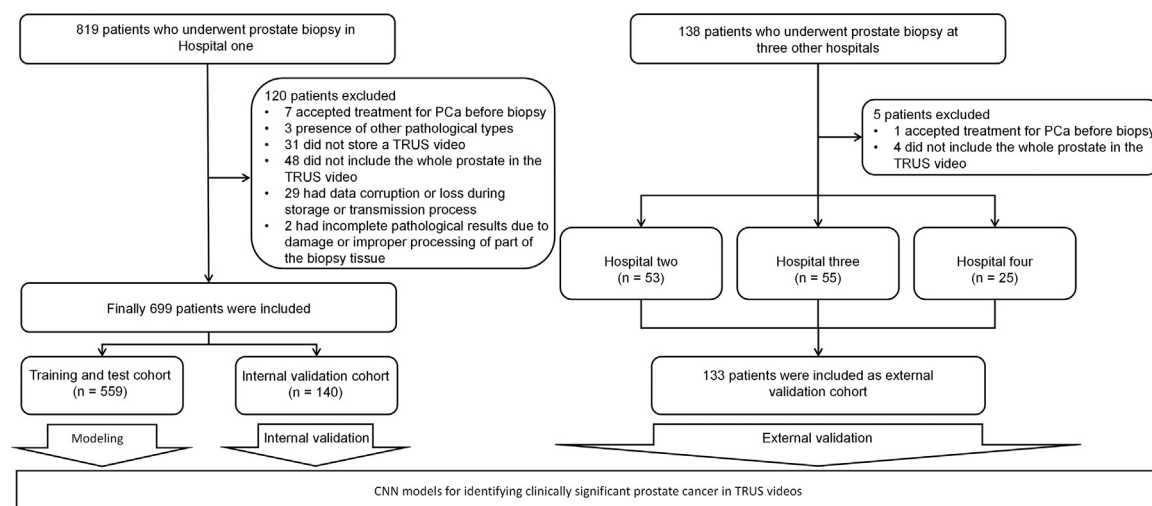 819 patients who underwent prostate biopsy in
Hospital one
120 patients excluded
• 7 accepted treatment for PCa before biopsy
• 3 presence of other pathological types
• 31 did not store a TRUS video
• 48 did not include the whole prostate in the
TRUS video
• 29 had data corruption or loss during
storage or transmission process
• 2 had incomplete pathological results due to
damage or improper processing of part of
the biopsy tissue
Finally 699 patients were included
Training and test cohort
(n = 559)
Internal validation cohort
(n = 140)
Modeling
Internal validation
138 patients who underwent prostate biopsy at
three other hospitals
5 patients excluded
• 1 accepted treatment for PCa before biopsy
• 4 did not include the whole prostate in the
TRUS video
Hospital two
(n = 53)
Hospital three
(n = 55)
Hospital four
(n = 25)
133 patients were included as external
validation cohort
External validation
CNN models for identifying clinically significant prostate cancer in TRUS videos